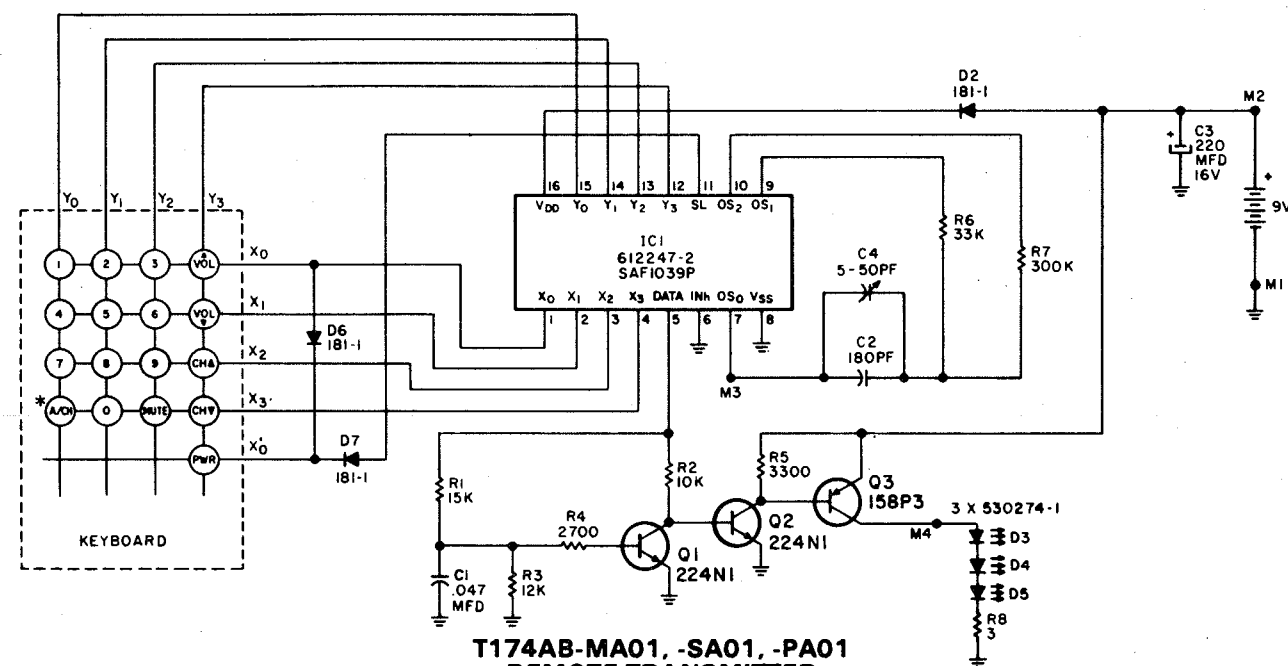 D2
181-1
M2
+
C3
220
MFD
16V
+
9V
M1
16 15 14 13 12 11 10 9
VDD Y0 Y1 Y2 Y3 SL OS2 OS1
IC1
612247-2
SAF1039P
X0 X1 X2 X3 DATA INh OS0 VSS
1 2 3 4 5 6 7 8
R6
33K
R7
300K
C4
5-50PF
C2
180PF
M3
Y0 Y1 Y2 Y3
1 2 3 VOL X0
4 5 6 VOL X1
7 8 9 CH X2
* A/CH 0 MUTE CH X3
PWR X'0
KEYBOARD
D6
181-1
D7
181-1
R1
15K
R2
10K
R4
2700
C1
.047
MFD
R3
12K
Q1
224N1
R5
3300
Q2
224N1
Q3
158P3
3 X 530274-1
M4
D3
D4
D5
R8
3
T174AB-MA01, -SA01, -PA01
REMOTE TRANSMITTER